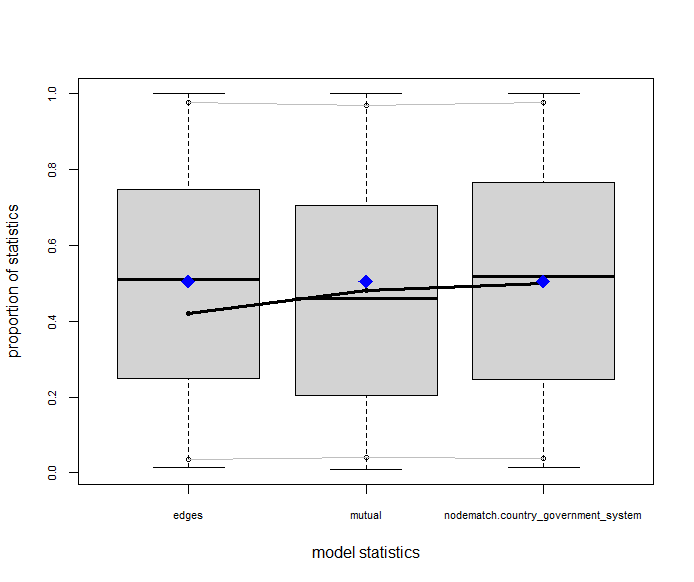 proportion of statistics
1.0
0.8
0.6
0.4
0.2
0.0
edges mutual nodematch.country_government_system
model statistics